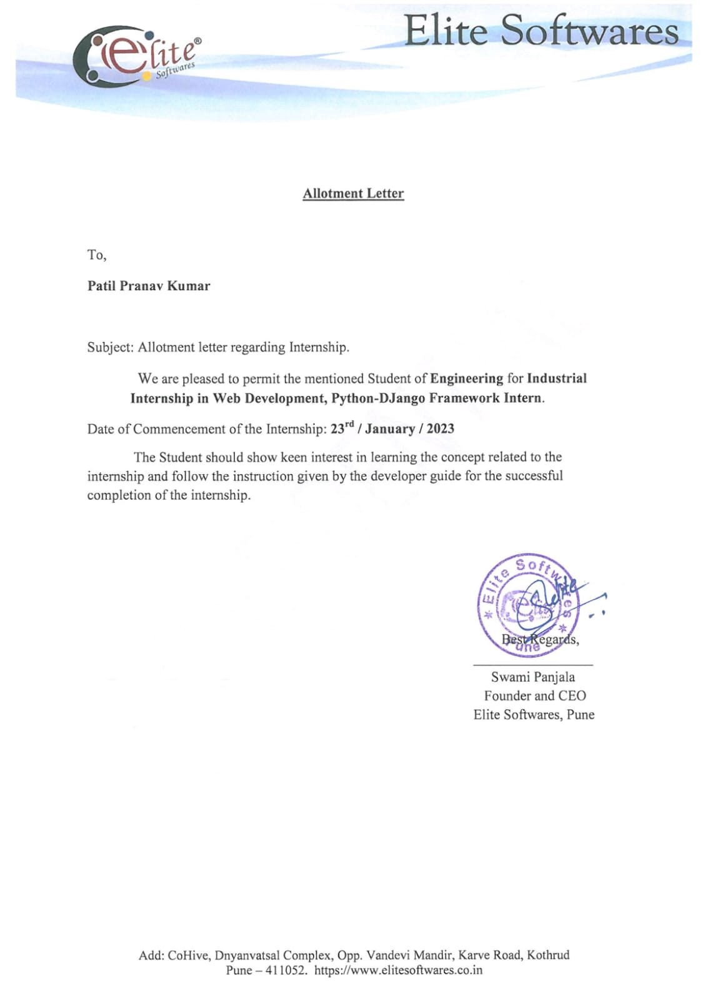 elite®
Softwares
Elite Softwares
Allotment Letter
To,
Patil Pranav Kumar
Subject: Allotment letter regarding Internship.
We are pleased to permit the mentioned Student of Engineering for Industrial
Internship in Web Development, Python-DJango Framework Intern.
Date of Commencement of the Internship: 23rd / January / 2023
The Student should show keen interest in learning the concept related to the
internship and follow the instruction given by the developer guide for the successful
completion of the internship.
Elite Softwares
Pune
Best Regards,
Swami Panjala
Founder and CEO
Elite Softwares, Pune
Add: CoHive, Dnyanvatsal Complex, Opp. Vandevi Mandir, Karve Road, Kothrud
Pune – 411052. https://www.elitesoftwares.co.in